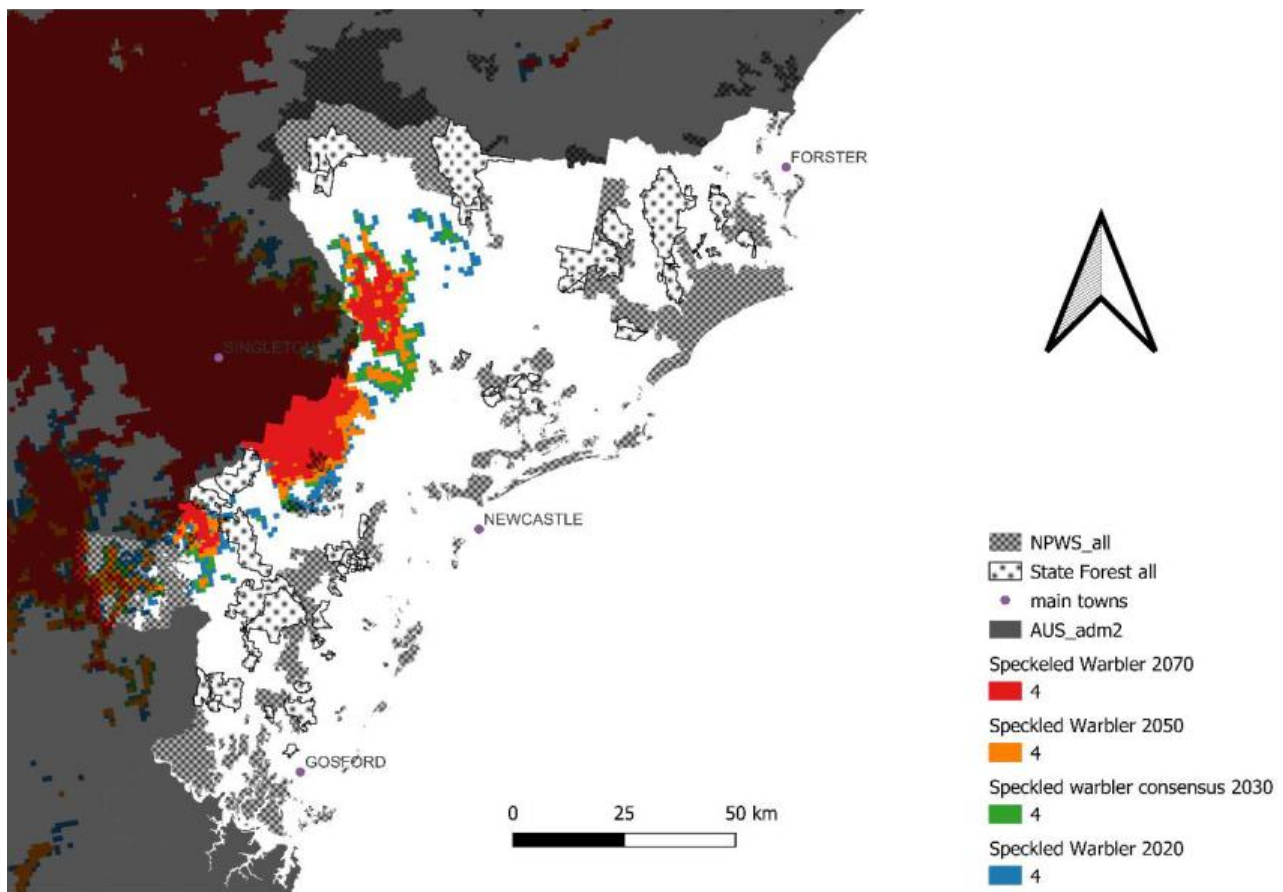 FORSTER
SINGLETON
NEWCASTLE
GOSFORD
0 25 50 km
NPWS_all
State Forest all
main towns
AUS_adm2
Speckeled Warbler 2070
4
Speckled Warbler 2050
4
Speckled warbler consensus 2030
4
Speckled Warbler 2020
4